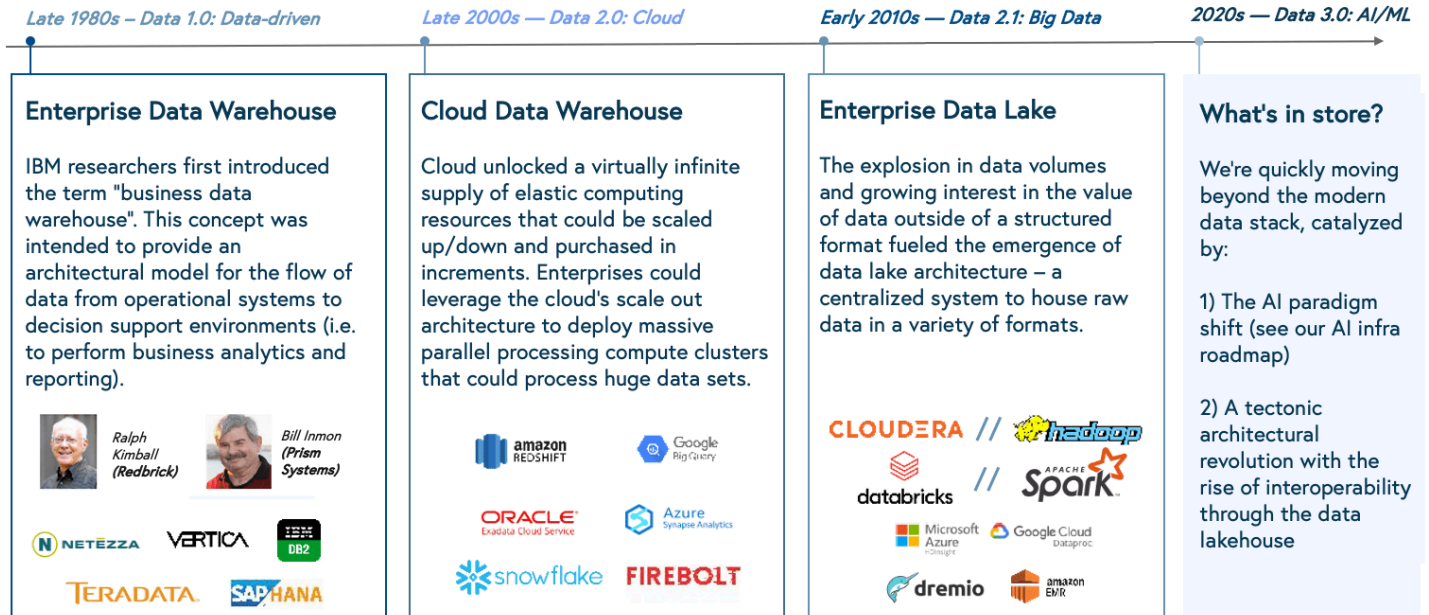 Late 1980s – Data 1.0: Data-driven
Late 2000s — Data 2.0: Cloud
Early 2010s — Data 2.1: Big Data
2020s — Data 3.0: AI/ML
Enterprise Data Warehouse
IBM researchers first introduced
the term "business data
warehouse". This concept was
intended to provide an
architectural model for the flow of
data from operational systems to
decision support environments (i.e.
to perform business analytics and
reporting).
Ralph
Kimball
(Redbrick)
Bill Inmon
(Prism
Systems)
NETEZZA
VERTICA
IBM
DB2
TERADATA
SAP HANA
Cloud Data Warehouse
Cloud unlocked a virtually infinite
supply of elastic computing
resources that could be scaled
up/down and purchased in
increments. Enterprises could
leverage the cloud's scale out
architecture to deploy massive
parallel processing compute clusters
that could process huge data sets.
amazon
REDSHIFT
Google
Big Query
ORACLE
Exadata Cloud Service
Azure
Synapse Analytics
snowflake
FIREBOLT
Enterprise Data Lake
The explosion in data volumes
and growing interest in the value
of data outside of a structured
format fueled the emergence of
data lake architecture – a
centralized system to house raw
data in a variety of formats.
CLOUDERA // hadoop
databricks // APACHE Spark
Microsoft
Azure
HDInsight
Google Cloud
Dataproc
dremio
amazon
EMR
What's in store?
We're quickly moving
beyond the modern
data stack, catalyzed
by:
1) The AI paradigm
shift (see our AI infra
roadmap)
2) A tectonic
architectural
revolution with the
rise of interoperability
through the data
lakehouse